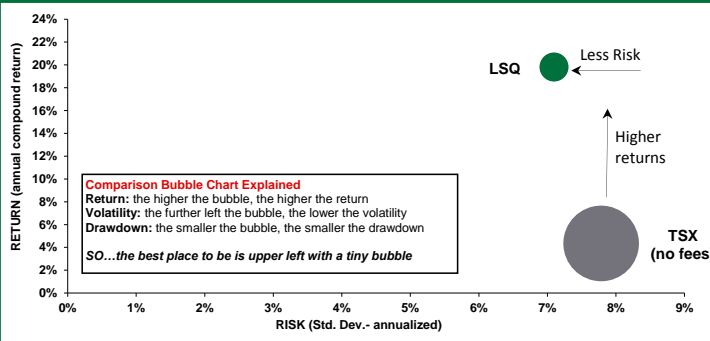 24%
22%
20%
18%
16%
14%
12%
10%
8%
6%
4%
2%
0%
RETURN (annual compound return)
LSQ
Less Risk
Higher
returns
Comparison Bubble Chart Explained
Return: the higher the bubble, the higher the return
Volatility: the further left the bubble, the lower the volatility
Drawdown: the smaller the bubble, the smaller the drawdown
SO...the best place to be is upper left with a tiny bubble
TSX
(no fees
0% 1% 2% 3% 4% 5% 6% 7% 8% 9%
RISK (Std. Dev.- annualized)